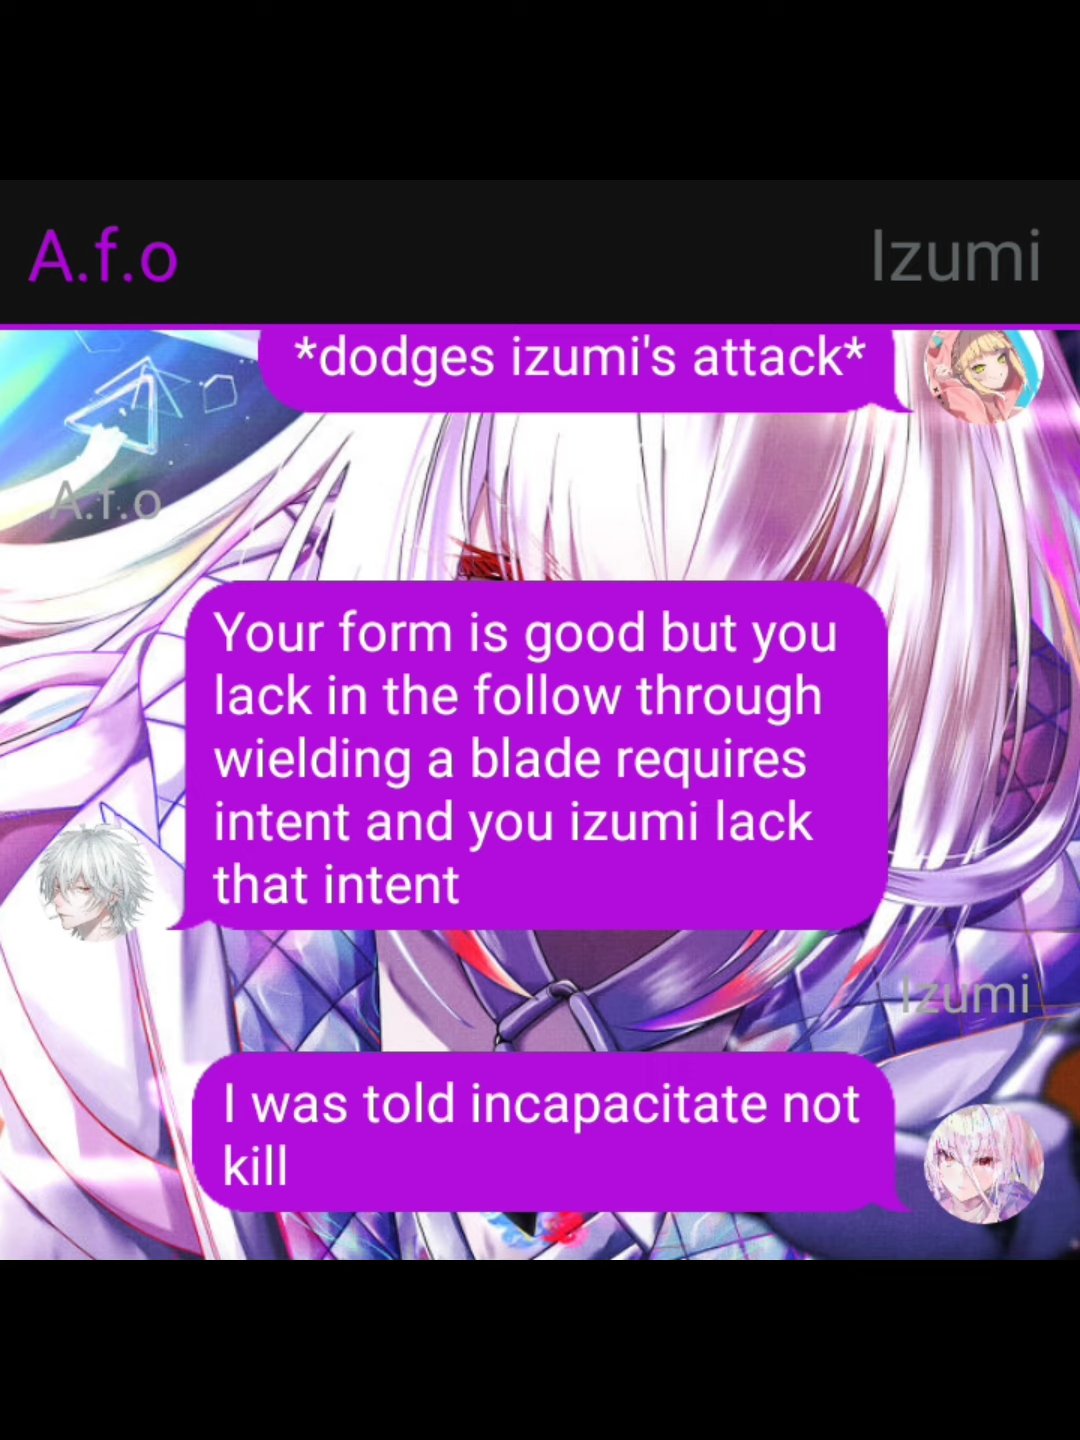 A.f.o
Izumi
*dodges izumi's attack*
A.f.o
Your form is good but you
lack in the follow through
wielding a blade requires
intent and you izumi lack
that intent
Izumi
I was told incapacitate not
kill